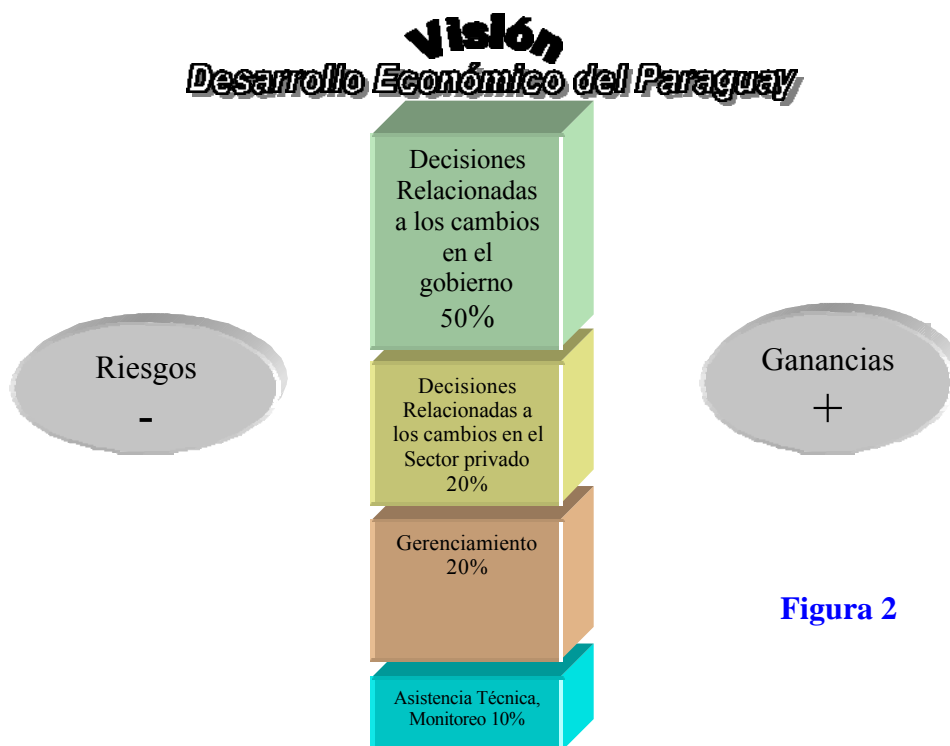 Visión
Desarrollo Económico del Paraguay
Decisiones
Relacionadas
a los cambios
en el
gobierno
50%
Riesgos
-
Ganancias
+
Decisiones
Relacionadas a
los cambios en el
Sector privado
20%
Gerenciamiento
20%
Figura 2
Asistencia Técnica,
Monitoreo 10%